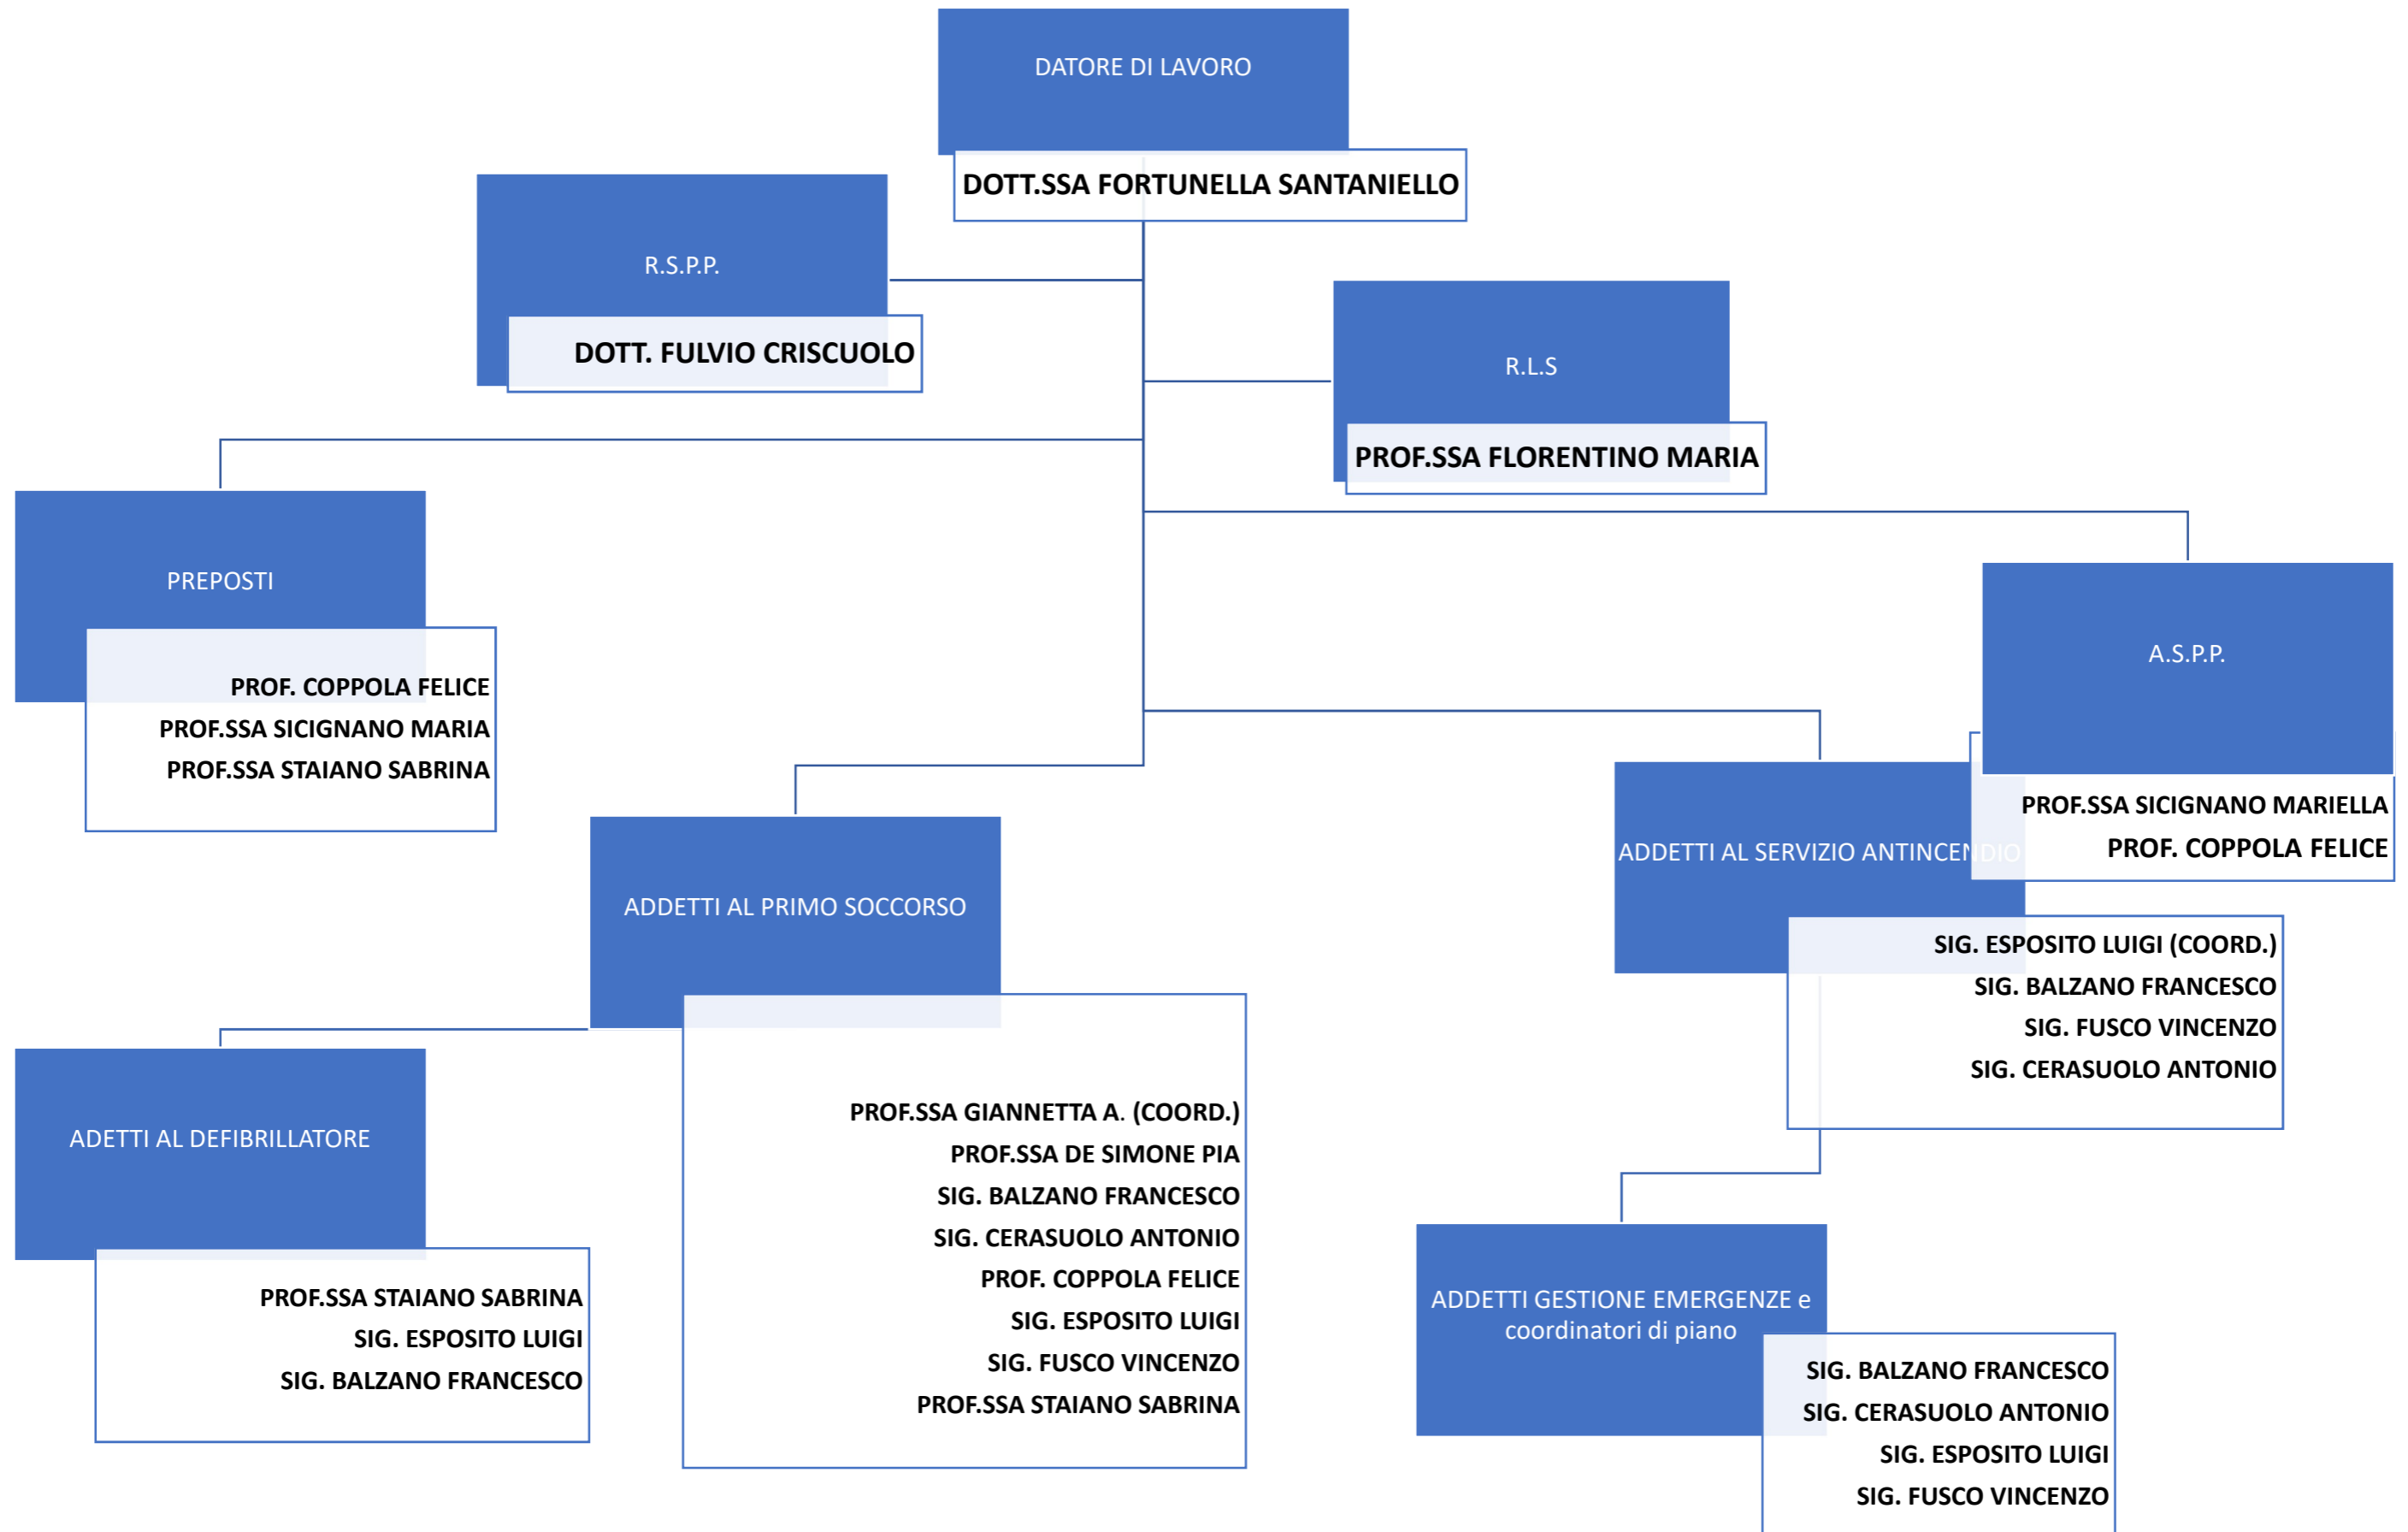 DATORE DI LAVORO
DOTT.SSA FORTUNELLA SANTANIELLO
R.S.P.P.
DOTT. FULVIO CRISCUOLO
R.L.S
PROF.SSA FLORENTINO MARIA
PREPOSTI
PROF. COPPOLA FELICE
PROF.SSA SICIGNANO MARIA
PROF.SSA STAIANO SABRINA
A.S.P.P.
PROF.SSA SICIGNANO MARIELLA
PROF. COPPOLA FELICE
ADDETTI AL PRIMO SOCCORSO
PROF.SSA GIANNETTA A. (COORD.)
PROF.SSA DE SIMONE PIA
SIG. BALZANO FRANCESCO
SIG. CERASUOLO ANTONIO
PROF. COPPOLA FELICE
SIG. ESPOSITO LUIGI
SIG. FUSCO VINCENZO
PROF.SSA STAIANO SABRINA
ADDETTI AL SERVIZIO ANTINCENDIO
SIG. ESPOSITO LUIGI (COORD.)
SIG. BALZANO FRANCESCO
SIG. FUSCO VINCENZO
SIG. CERASUOLO ANTONIO
ADETTI AL DEFIBRILLATORE
PROF.SSA STAIANO SABRINA
SIG. ESPOSITO LUIGI
SIG. BALZANO FRANCESCO
ADDETTI GESTIONE EMERGENZE e
coordinatori di piano
SIG. BALZANO FRANCESCO
SIG. CERASUOLO ANTONIO
SIG. ESPOSITO LUIGI
SIG. FUSCO VINCENZO